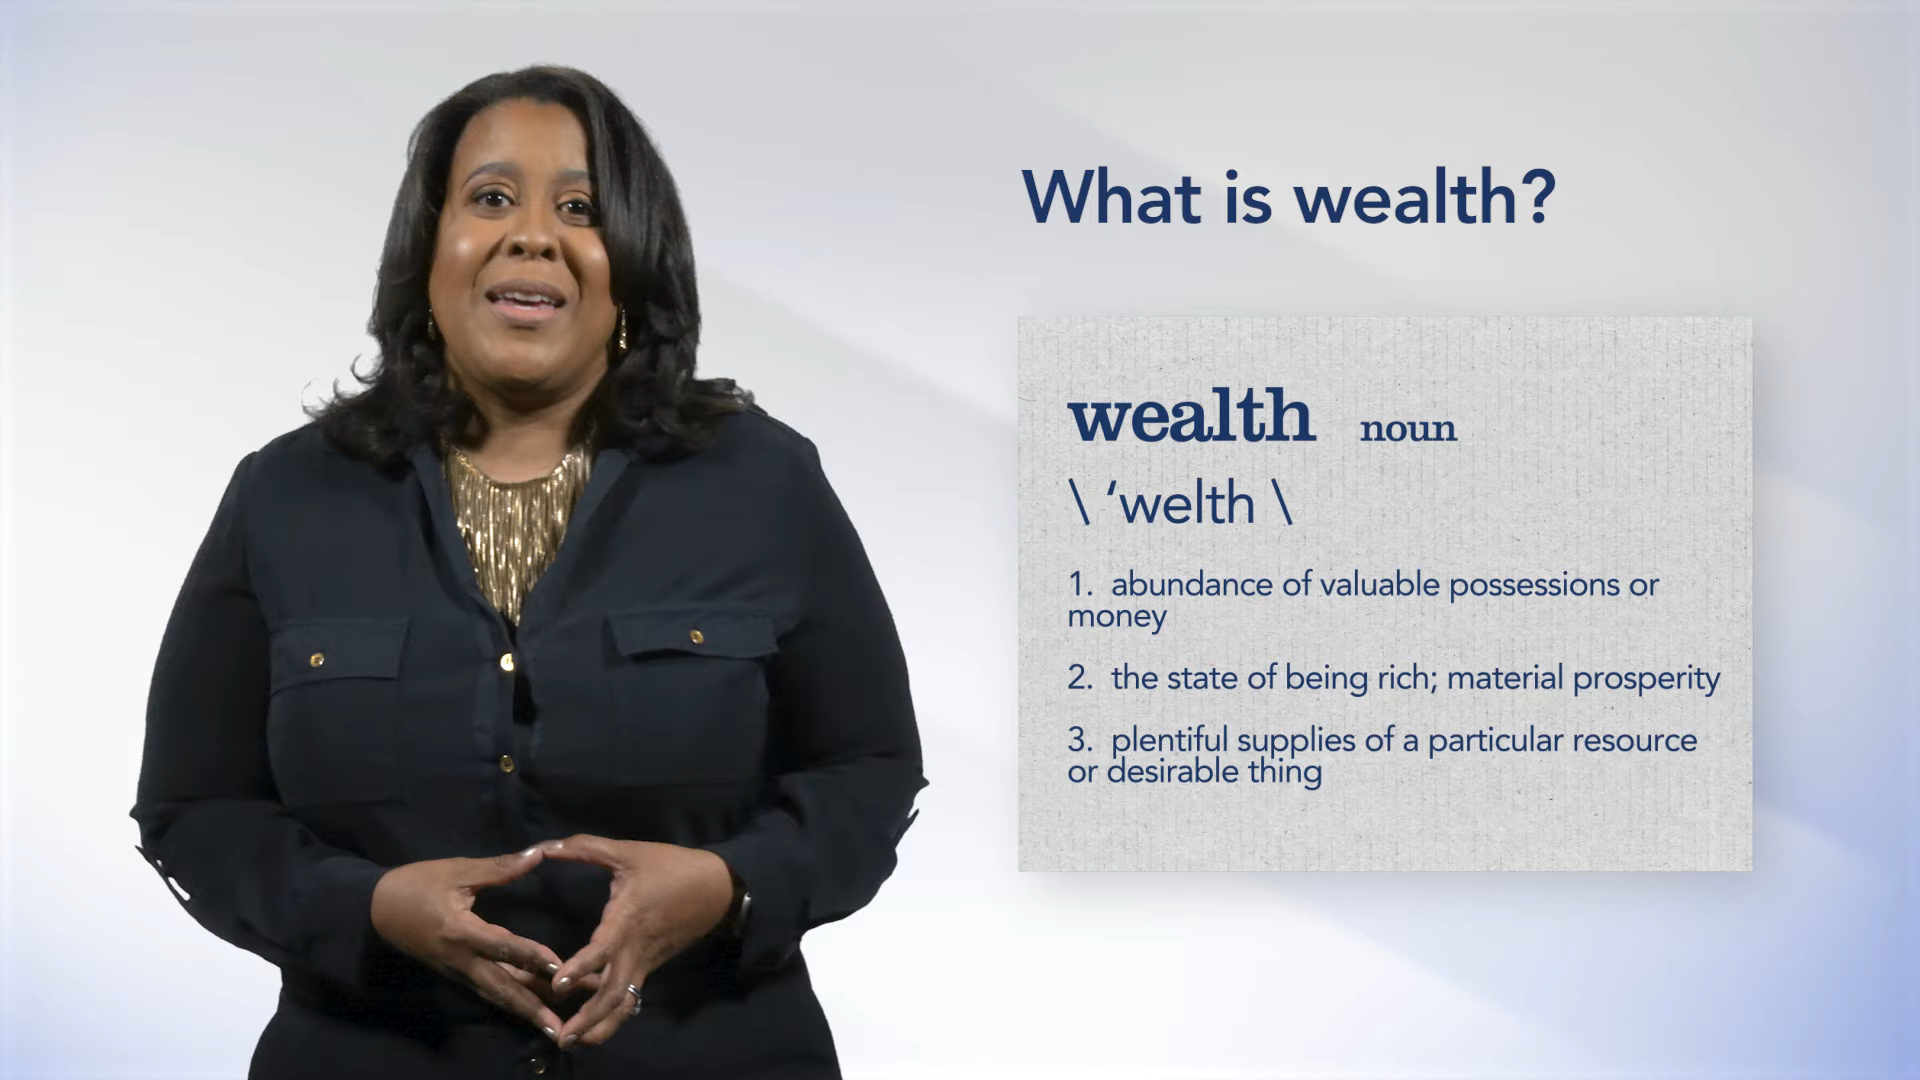 What is wealth?
wealth noun
\ ‘welth \
1. abundance of valuable possessions or
money
2. the state of being rich; material prosperity
3. plentiful supplies of a particular resource
or desirable thing